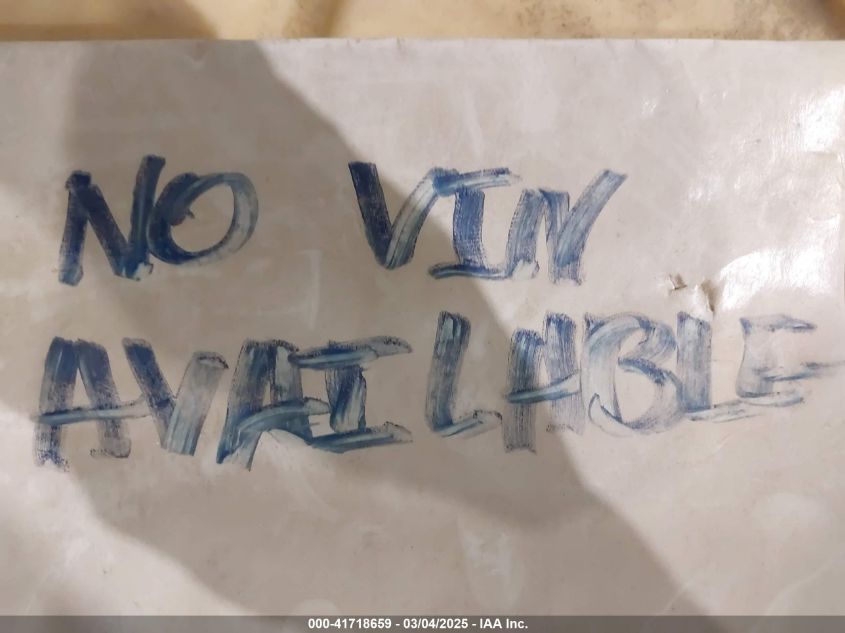 NO VIN
AVAILABLE
000-41718659 - 03/04/2025 - IAA Inc.